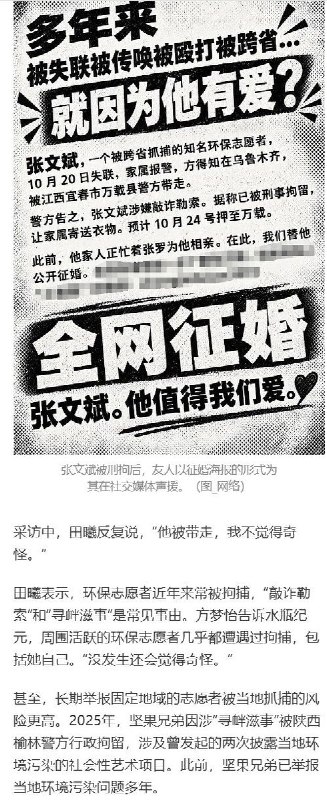 多年来
被失联被传唤被殴打被跨省...
就因为他有爱?
张文斌，一个被跨省抓捕的知名环保志愿者，
10 月 20 日失联，家属报警，方得知在乌鲁木齐，
被江西宜春市万载县警方带走。
警方告之，张文斌涉嫌敲诈勒索。据称已被刑事拘留，
让家属寄送衣物。预计 10 月 24 号押至万载。
此前，他家人正忙着张罗为他相亲。在此，我们替他
公开征婚。
全网征婚
张文斌。他值得我们爱。
张文斌被刑拘后，友人以征婚海报的形式为
其在社交媒体声援。（图_网络）
采访中，田曦反复说，“他被带走，我不觉得奇
怪。”
田曦表示，环保志愿者近年来常被拘捕，“敲诈勒
索”和“寻衅滋事”是常见事由。方梦怡告诉水瓶纪
元，周围活跃的环保志愿者几乎都遭遇过拘捕，包
括她自己。“没发生还会觉得奇怪。“
甚至，长期举报固定地域的志愿者被当地抓捕的风
险更高。2025年，坚果兄弟因涉“寻衅滋事”被陕西
榆林警方行政拘留，涉及曾发起的两次披露当地环
境污染的社会性艺术项目。此前，坚果兄弟已举报
当地环境污染问题多年。